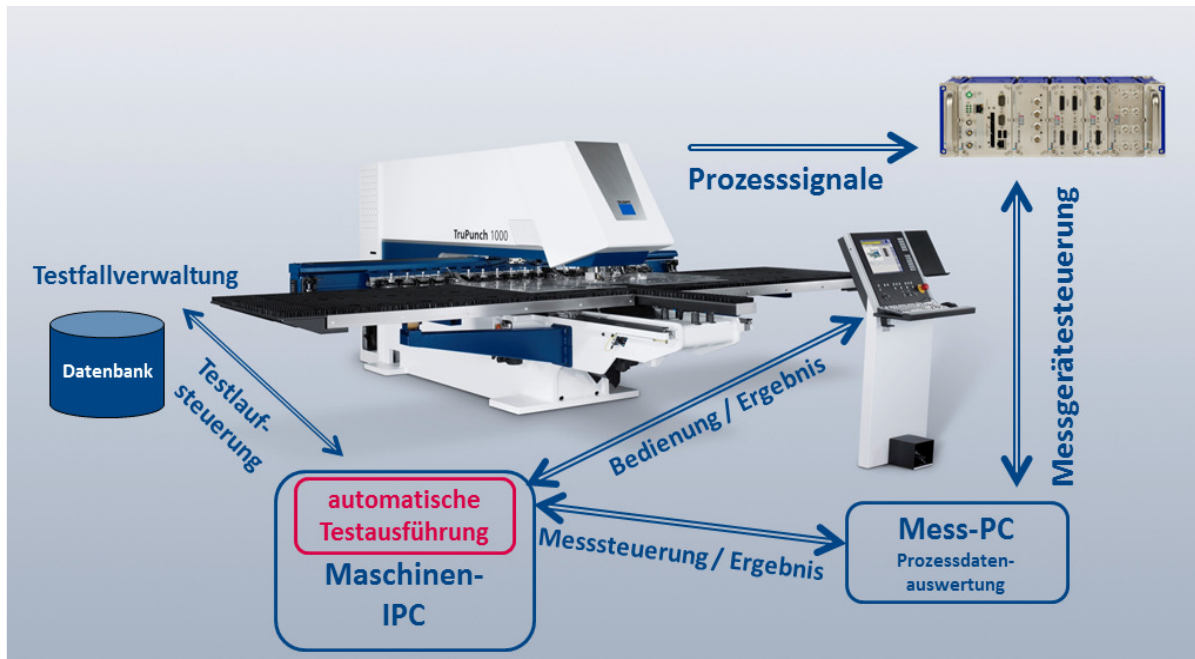 Prozesssignale
TruPunch 1000
Testfallverwaltung
Datenbank
Testlauf-
steuerung
Bedienung / Ergebnis
Messgerätesteuerung
automatische
Testausführung
Maschinen-
IPC
Messsteuerung / Ergebnis
Mess-PC
Prozessdaten-
auswertung